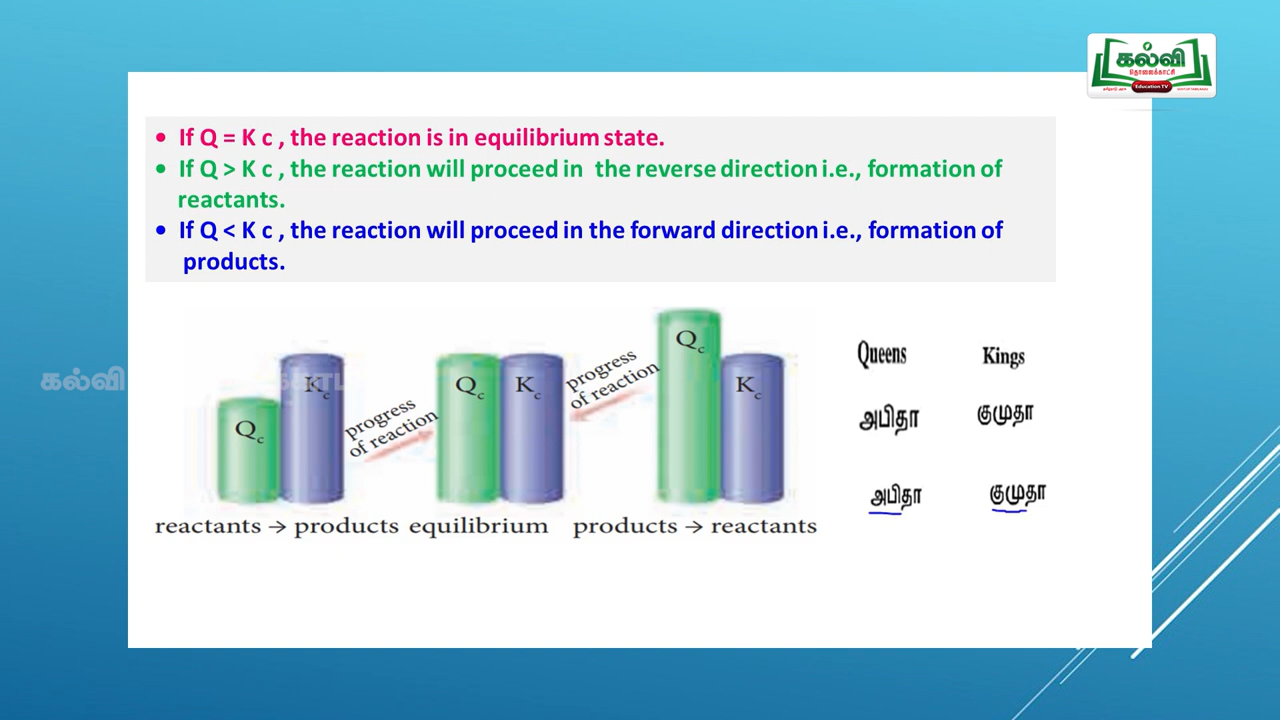 கல்வி
தொலைக்காட்சி
Education TV
• If Q = K c , the reaction is in equilibrium state.
• If Q > K c , the reaction will proceed in the reverse direction i.e., formation of
reactants.
• If Q < K c , the reaction will proceed in the forward direction i.e., formation of
products.
கல்வி
Qc Kc
progress
of reaction
Qc Kc
progress
of reaction
Qc Kc
reactants → products equilibrium products → reactants
Queens Kings
அபிதா குமுதா
அபிதா குமுதா